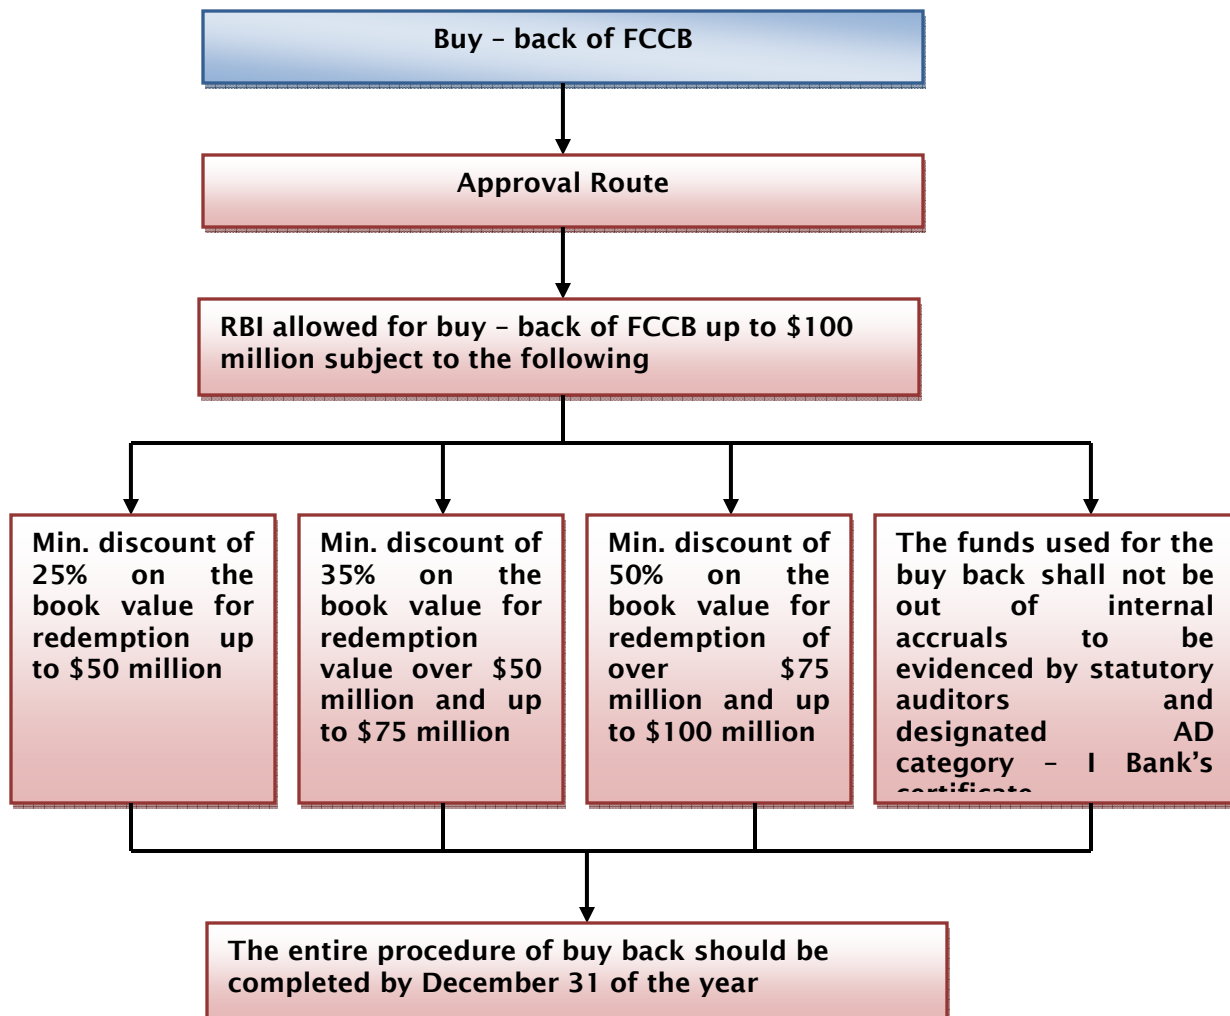 Buy – back of FCCB
Approval Route
RBI allowed for buy – back of FCCB up to $100
million subject to the following
Min. discount of
25% on the
book value for
redemption up
to $50 million
Min. discount of
35% on the
book value for
redemption
value over $50
million and up
to $75 million
Min. discount of
50% on the
book value for
redemption of
over $75
million and up
to $100 million
The funds used for the
buy back shall not be
out of internal
accruals to be
evidenced by statutory
auditors and
designated AD
category – I Bank’s
certificate
The entire procedure of buy back should be
completed by December 31 of the year